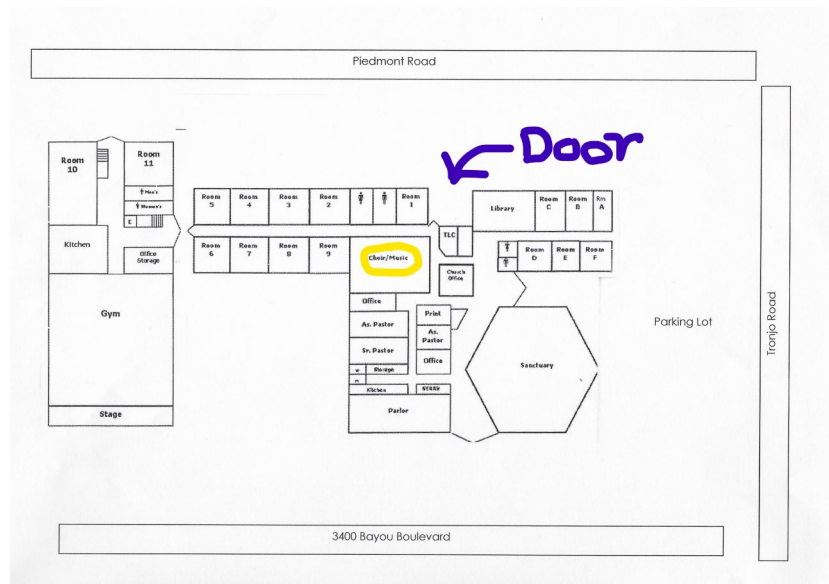 Piedmont Road
Door
Room
10
Room
11
Men's
Women's
E
Kitchen
Office
Storage
Gym
Stage
Room
5
Room
4
Room
3
Room
2
Room
1
Room
6
Room
7
Room
8
Room
9
Choir/Music
TLC
Church
Office
Library
Room
C
Room
B
Rm
A
Room
D
Room
E
Room
F
Office
As. Pastor
Sr. Pastor
W
Storage
M
Kitchen
Print
As.
Pastor
Office
Parlor
Sanctuary
Parking Lot
Tronjo Road
3400 Bayou Boulevard